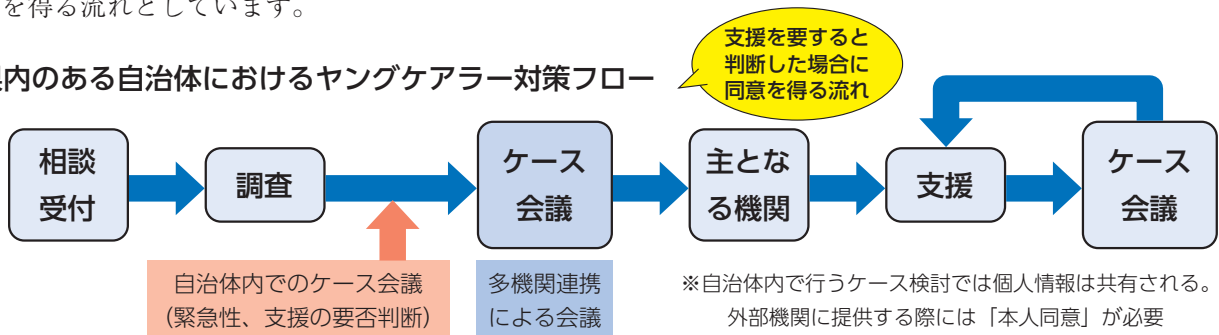 を得る流れとしています。
県内のある自治体におけるヤングケアラー対策フロー
支援を要すると
判断した場合に
同意を得る流れ
相談
受付
調査
ケース
会議
主とな
る機関
支援
ケース
会議
自治体内でのケース会議
（緊急性、支援の要否判断）
多機関連携
による会議
※自治体内で行うケース検討では個人情報は共有される。
外部機関に提供する際には「本人同意」が必要